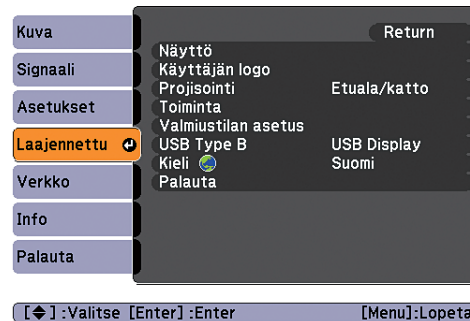 Kuva
Signaali
Asetukset
Laajennettu
Verkko
Info
Palauta
Return
Näyttö
Käyttäjän logo
Projisointi Etuala/katto
Toiminta
Valmiustilan asetus
USB Type B USB Display
Kieli Suomi
Palauta
[◆] :Valitse [Enter] :Enter [Menu]:Lopeta